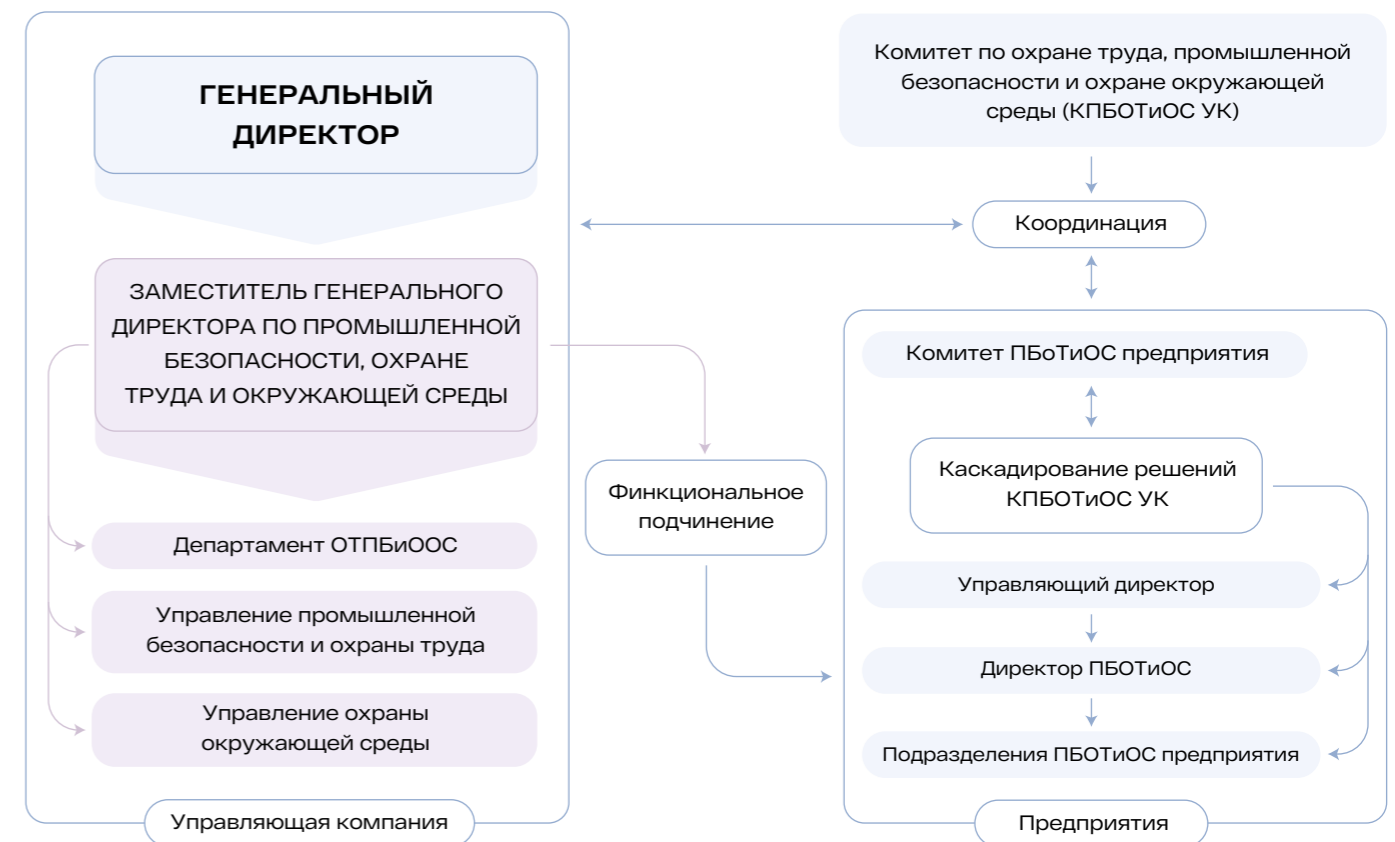 ГЕНЕРАЛЬНЫЙ
ДИРЕКТОР
ЗАМЕСТИТЕЛЬ ГЕНЕРАЛЬНОГО
ДИРЕКТОРА ПО ПРОМЫШЛЕННОЙ
БЕЗОПАСНОСТИ, ОХРАНЕ
ТРУДА И ОКРУЖАЮЩЕЙ СРЕДЫ
Департамент ОТПБиООС
Управление промышленной
безопасности и охраны труда
Управление охраны
окружающей среды
Управляющая компания
Финкциональное
подчинение
Комитет по охране труда, промышленной
безопасности и охране окружающей
среды (КПБОТиОС УК)
Координация
Комитет ПБоТиОС предприятия
Каскадирование решений
КПБОТиОС УК
Управляющий директор
Директор ПБОТиОС
Подразделения ПБОТиОС предприятия
Предприятия